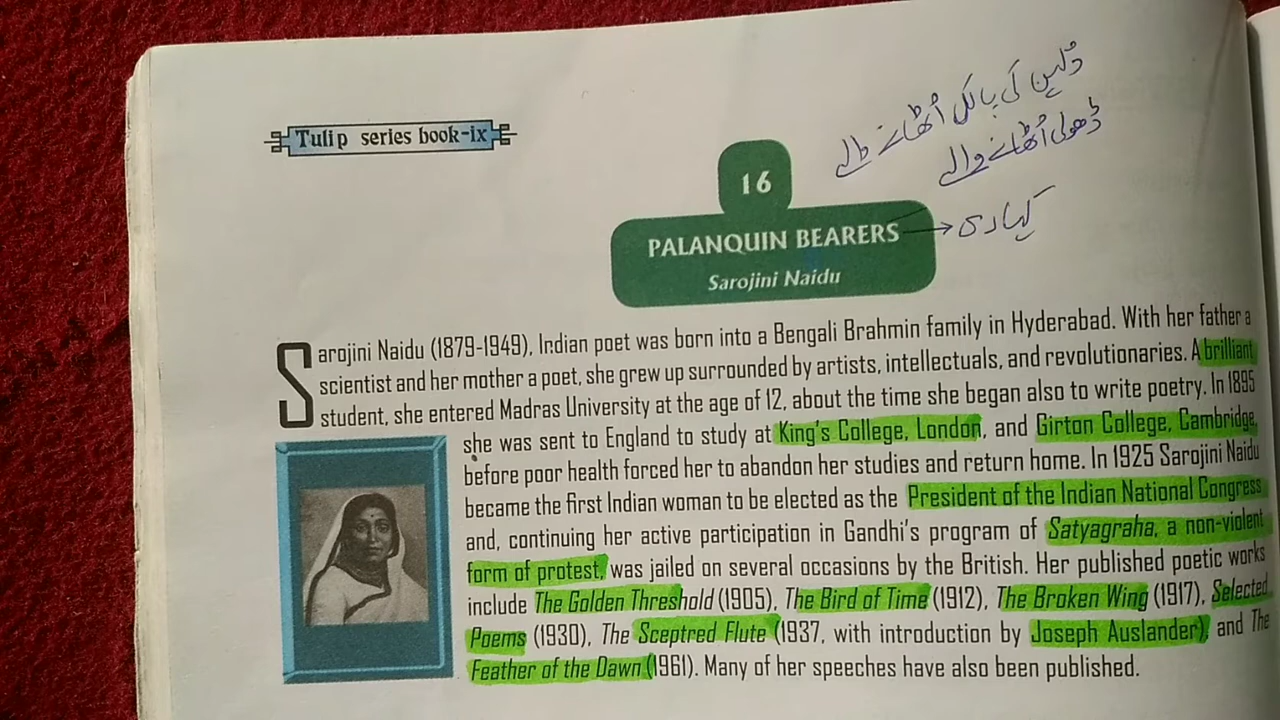 Tulip series book-ix
دُلہن کی پالکی اُٹھانے والے
ڈھولی اُٹھانے والے
16
PALANQUIN BEARERS → کہاری
Sarojini Naidu
Sarojini Naidu (1879-1949), Indian poet was born into a Bengali Brahmin family in Hyderabad. With her father a
scientist and her mother a poet, she grew up surrounded by artists, intellectuals, and revolutionaries. A brilliant
student, she entered Madras University at the age of 12, about the time she began also to write poetry. In 1895
she was sent to England to study at King's College, London, and Girton College, Cambridge,
before poor health forced her to abandon her studies and return home. In 1925 Sarojini Naidu
became the first Indian woman to be elected as the President of the Indian National Congress
and, continuing her active participation in Gandhi's program of Satyagraha, a non-violent
form of protest, was jailed on several occasions by the British. Her published poetic works
include The Golden Threshold (1905), The Bird of Time (1912), The Broken Wing (1917), Selected
Poems (1930), The Sceptred Flute (1937, with introduction by Joseph Auslander), and The
Feather of the Dawn (1961). Many of her speeches have also been published.